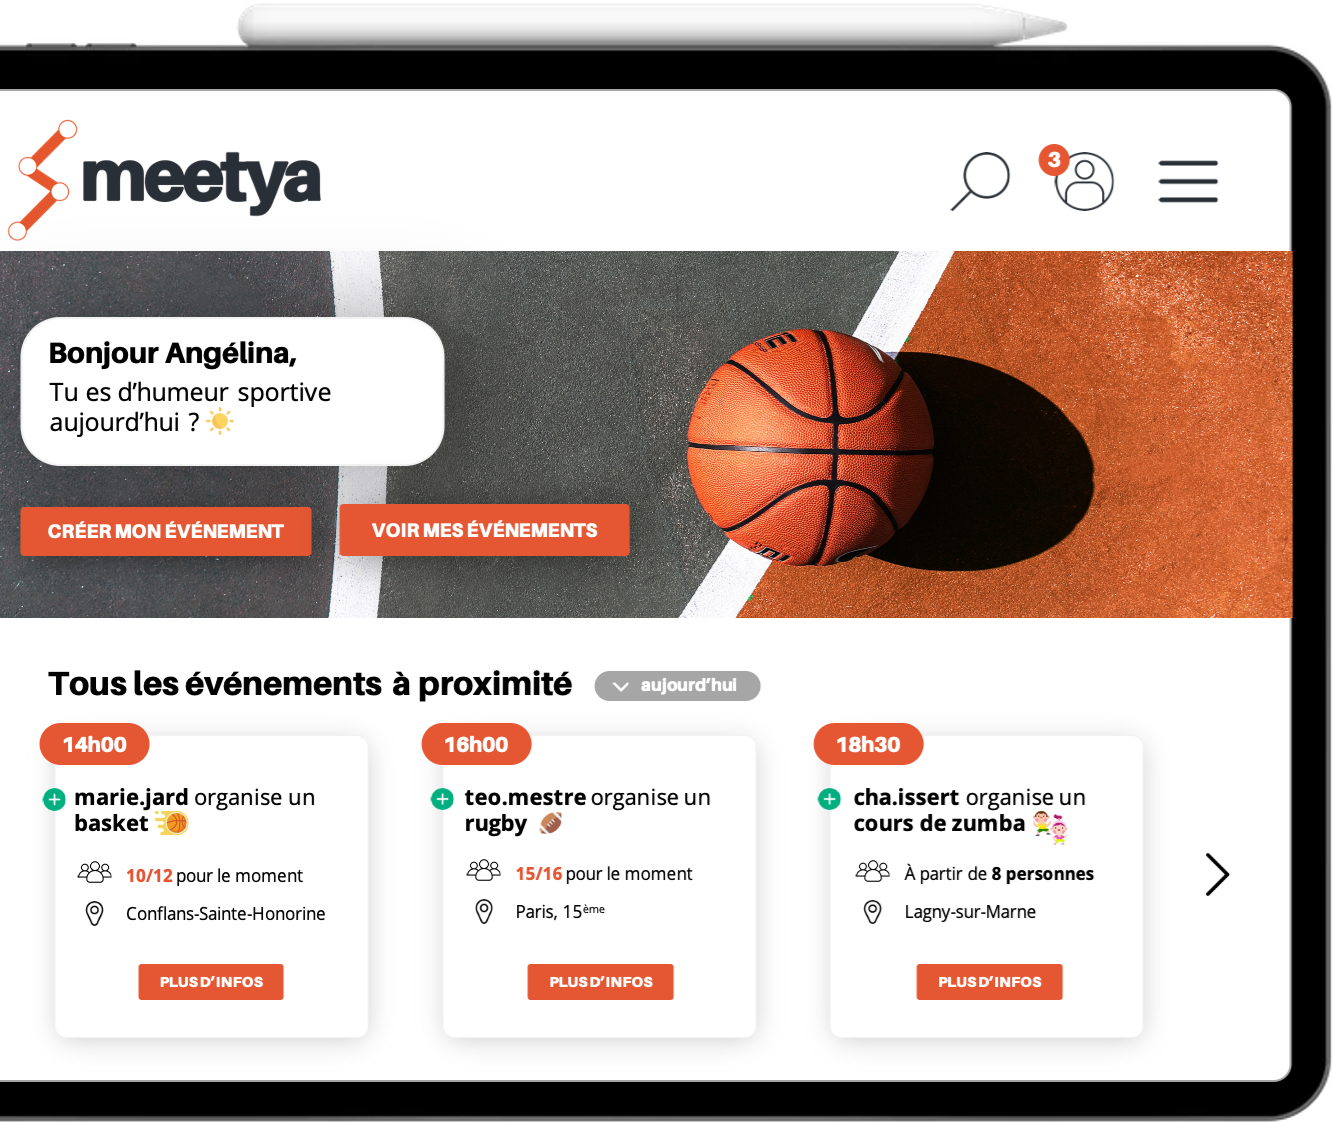 meetya
3
Bonjour Angélina,
Tu es d’humeur sportive
aujourd’hui ?
CRÉER MON ÉVÉNEMENT
VOIR MES ÉVÉNEMENTS
Tous les événements à proximité
aujourd’hui
14h00
marie.jard organise un
basket
10/12 pour le moment
Conflans-Sainte-Honorine
PLUS D’INFOS
16h00
teo.mestre organise un
rugby
15/16 pour le moment
Paris, 15ème
PLUS D’INFOS
18h30
cha.issert organise un
cours de zumba
À partir de 8 personnes
Lagny-sur-Marne
PLUS D’INFOS